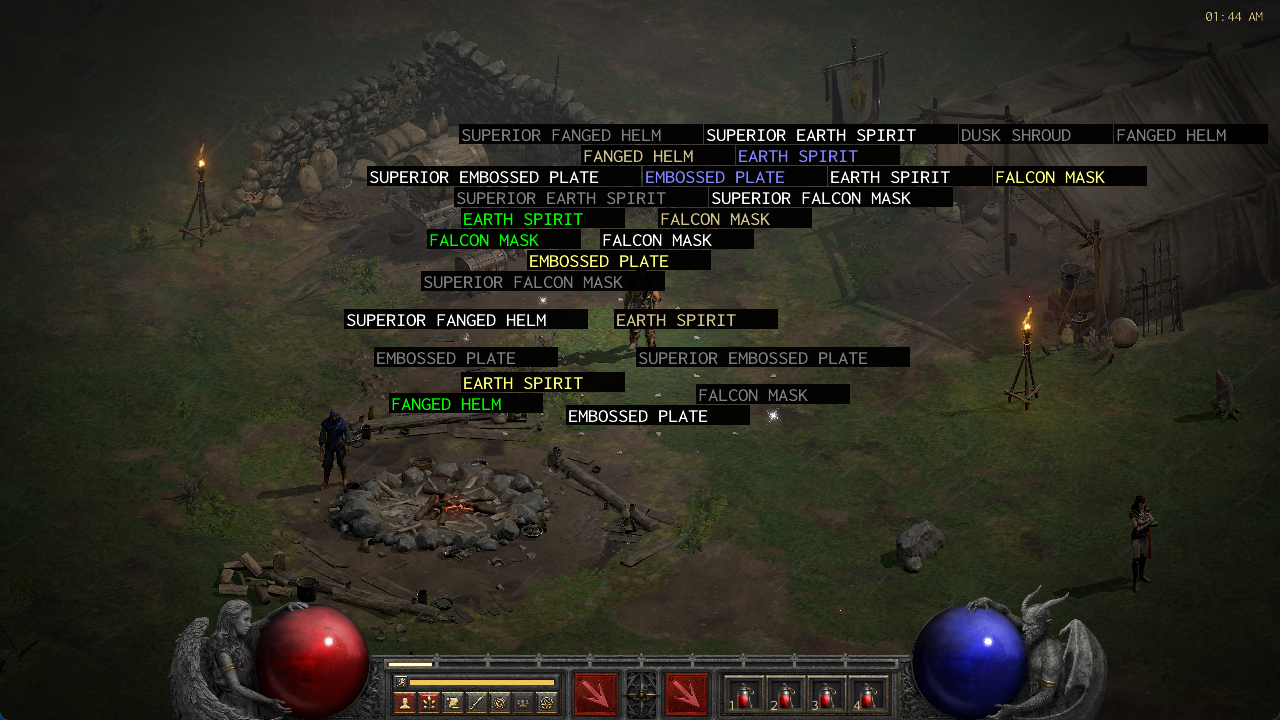 01:44 AM
SUPERIOR FANGED HELM SUPERIOR EARTH SPIRIT DUSK SHROUD FANGED HELM
FANGED HELM EARTH SPIRIT
SUPERIOR EMBOSSED PLATE EMBOSSED PLATE EARTH SPIRIT FALCON MASK
SUPERIOR EARTH SPIRIT SUPERIOR FALCON MASK
EARTH SPIRIT FALCON MASK
FALCON MASK FALCON MASK
EMBOSSED PLATE
SUPERIOR FALCON MASK
SUPERIOR FANGED HELM EARTH SPIRIT
EMBOSSED PLATE SUPERIOR EMBOSSED PLATE
EARTH SPIRIT
FALCON MASK
FANGED HELM
EMBOSSED PLATE
1 2 3 4